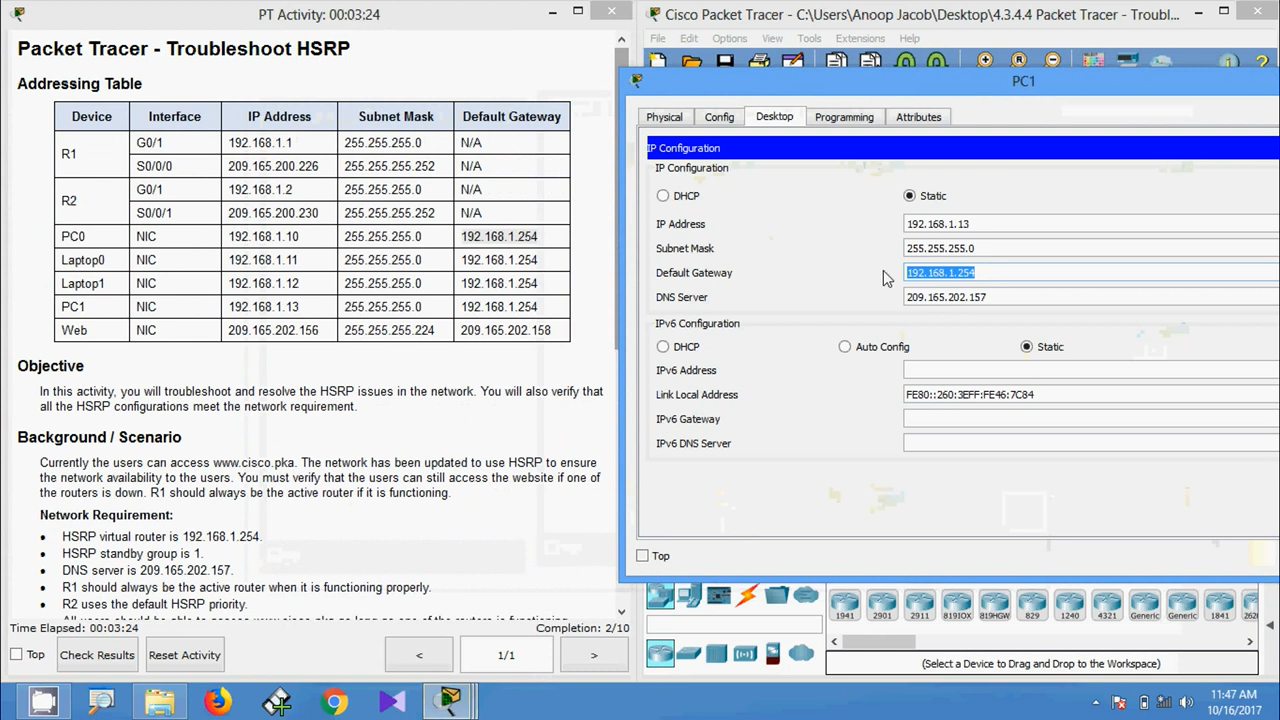 PT Activity: 00:03:24
Packet Tracer - Troubleshoot HSRP
Addressing Table
Device Interface IP Address Subnet Mask Default Gateway
R1 G0/1 192.168.1.1 255.255.255.0 N/A
S0/0/0 209.165.200.226 255.255.255.252 N/A
R2 G0/1 192.168.1.2 255.255.255.0 N/A
S0/0/1 209.165.200.230 255.255.255.252 N/A
PC0 NIC 192.168.1.10 255.255.255.0 192.168.1.254
Laptop0 NIC 192.168.1.11 255.255.255.0 192.168.1.254
Laptop1 NIC 192.168.1.12 255.255.255.0 192.168.1.254
PC1 NIC 192.168.1.13 255.255.255.0 192.168.1.254
Web NIC 209.165.202.156 255.255.255.224 209.165.202.158
Objective
In this activity, you will troubleshoot and resolve the HSRP issues in the network. You will also verify that
all the HSRP configurations meet the network requirement.
Background / Scenario
Currently the users can access www.cisco.pka. The network has been updated to use HSRP to ensure
the network availability to the users. You must verify that the users can still access the website if one of
the routers is down. R1 should always be the active router if it is functioning.
Network Requirement:
• HSRP virtual router is 192.168.1.254.
• HSRP standby group is 1.
• DNS server is 209.165.202.157.
• R1 should always be the active router when it is functioning properly.
• R2 uses the default HSRP priority.
Time Elapsed: 00:03:24 Completion: 2/10
Top Check Results Reset Activity < 1/1 >
Cisco Packet Tracer - C:\Users\Anoop Jacob\Desktop\4.3.4.4 Packet Tracer - Troubl...
File Edit Options View Tools Extensions Help
PC1
Physical Config Desktop Programming Attributes
IP Configuration
IP Configuration
DHCP Static
IP Address 192.168.1.13
Subnet Mask 255.255.255.0
Default Gateway 192.168.1.254
DNS Server 209.165.202.157
IPv6 Configuration
DHCP Auto Config Static
IPv6 Address
Link Local Address FE80::260:3EFF:FE46:7C84
IPv6 Gateway
IPv6 DNS Server
Top
1941 2901 2911 819IOX 819HGW 829 1240 4321 Generic Generic 1841
(Select a Device to Drag and Drop to the Workspace)
11:47 AM
10/16/2017